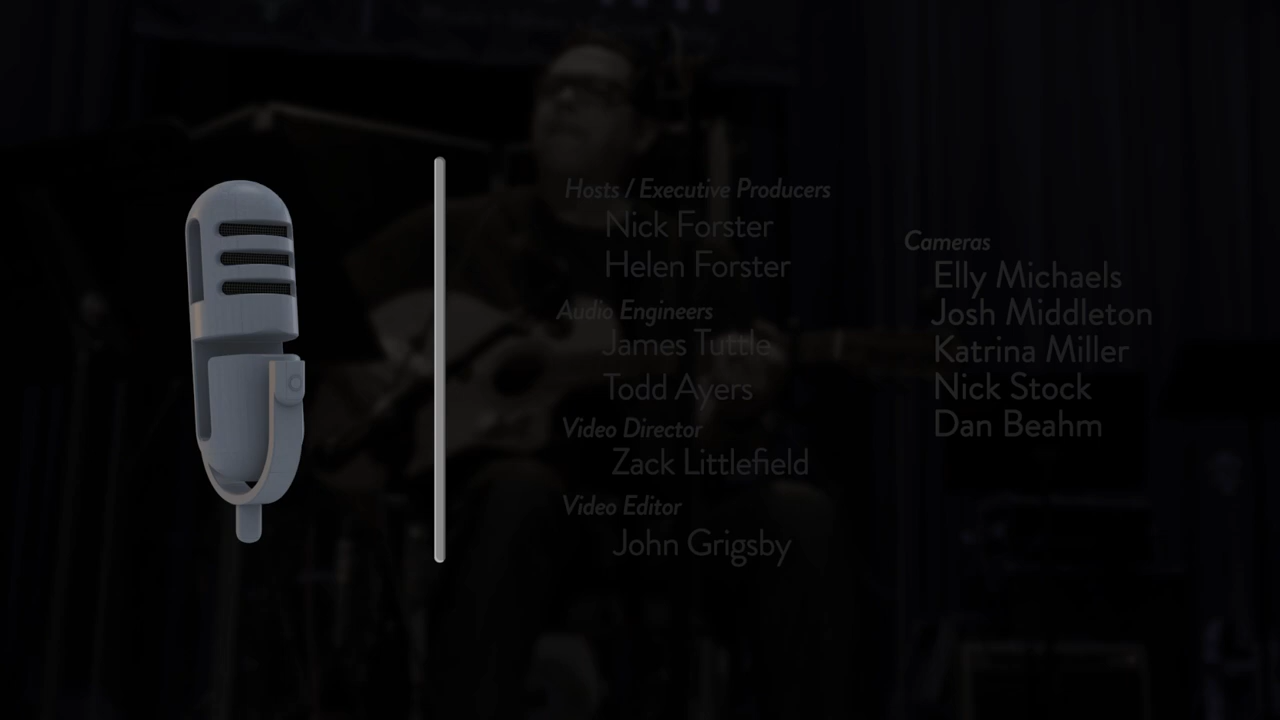 Hosts / Executive Producers
Nick Forster
Helen Forster
Audio Engineers
James Tuttle
Todd Ayers
Video Director
Zack Littlefield
Video Editor
John Grigsby
Cameras
Elly Michaels
Josh Middleton
Katrina Miller
Nick Stock
Dan Beahm